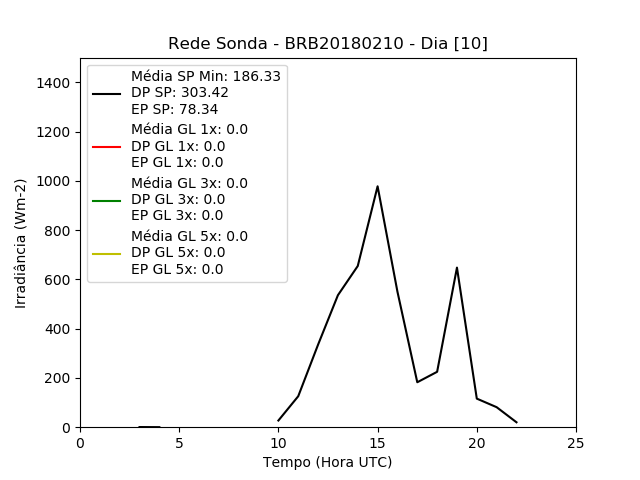 Rede Sonda - BRB20180210 - Dia [10]
Média SP Min: 186.33
DP SP: 303.42
EP SP: 78.34
Média GL 1x: 0.0
DP GL 1x: 0.0
EP GL 1x: 0.0
Média GL 3x: 0.0
DP GL 3x: 0.0
EP GL 3x: 0.0
Média GL 5x: 0.0
DP GL 5x: 0.0
EP GL 5x: 0.0
Irradiância (Wm-2)
1400
1200
1000
800
600
400
200
0
0 5 10 15 20 25
Tempo (Hora UTC)